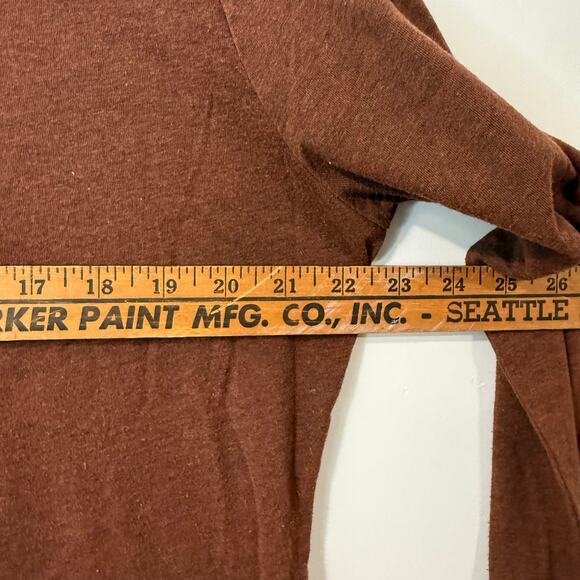 17 18 19 20 21 22 23 24 25 26
RKER PAINT MFG. CO., INC. - SEATTLE